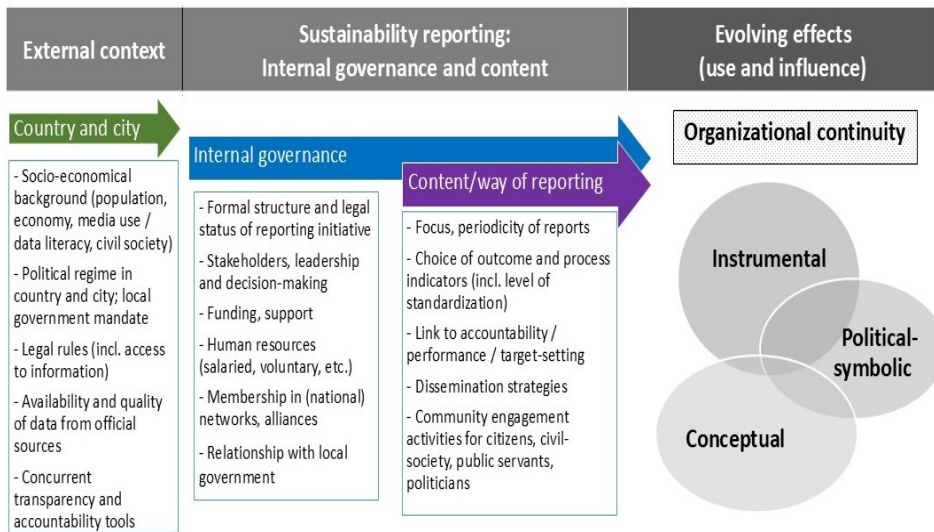 External context
Sustainability reporting:
Internal governance and content
Evolving effects
(use and influence)
Country and city
- Socio-economical
background (population,
economy, media use /
data literacy, civil society)
- Political regime in
country and city; local
government mandate
- Legal rules (incl. access
to information)
- Availability and quality
of data from official
sources
- Concurrent
transparency and
accountability tools
Internal governance
- Formal structure and legal
status of reporting initiative
- Stakeholders, leadership
and decision-making
- Funding, support
- Human resources
(salaried, voluntary, etc.)
- Membership in (national)
networks, alliances
- Relationship with local
government
Content/way of reporting
- Focus, periodicity of reports
- Choice of outcome and process
indicators (incl. level of
standardization)
- Link to accountability /
performance / target-setting
- Dissemination strategies
- Community engagement
activities for citizens, civil-
society, public servants,
politicians
Organizational continuity
Instrumental
Political-
symbolic
Conceptual